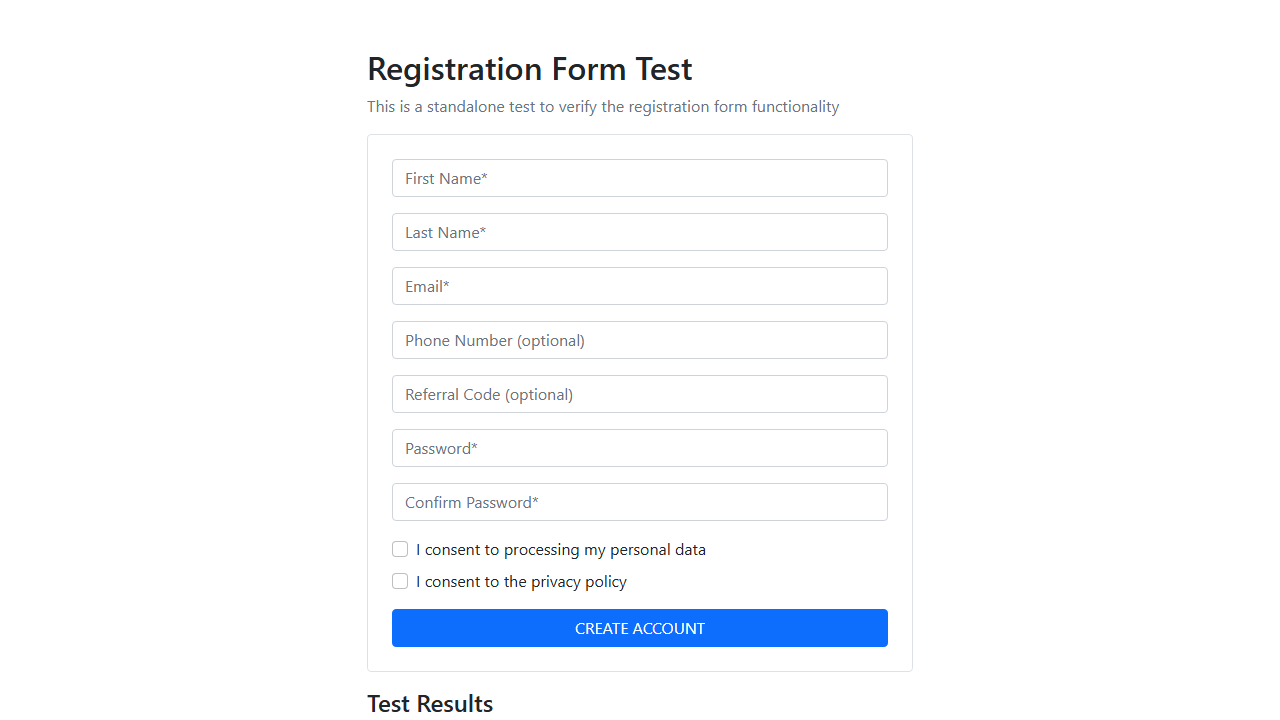 Registration Form Test
This is a standalone test to verify the registration form functionality
First Name*
Last Name*
Email*
Phone Number (optional)
Referral Code (optional)
Password*
Confirm Password*
I consent to processing my personal data
I consent to the privacy policy
CREATE ACCOUNT
Test Results